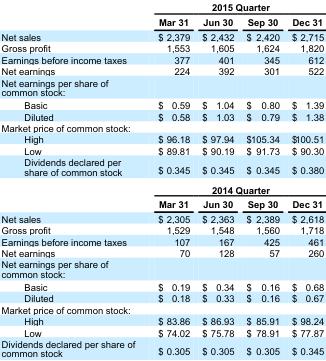 2015 Quarter
Mar 31 Jun 30 Sep 30 Dec 31
Net sales $ 2,379 $ 2,432 $ 2,420 $ 2,715
Gross profit 1,553 1,605 1,624 1,820
Earnings before income taxes 377 401 345 612
Net earnings 224 392 301 522
Net earnings per share of
common stock:
Basic $ 0.59 $ 1.04 $ 0.80 $ 1.39
Diluted $ 0.58 $ 1.03 $ 0.79 $ 1.38
Market price of common stock:
High $ 96.18 $ 97.94 $105.34 $100.51
Low $ 89.81 $ 90.19 $ 91.73 $ 90.30
Dividends declared per
share of common stock $ 0.345 $ 0.345 $ 0.345 $ 0.380
2014 Quarter
Mar 31 Jun 30 Sep 30 Dec 31
Net sales $ 2,305 $ 2,363 $ 2,389 $ 2,618
Gross profit 1,529 1,548 1,560 1,718
Earnings before income taxes 107 167 425 461
Net earnings 70 128 57 260
Net earnings per share of
common stock:
Basic $ 0.19 $ 0.34 $ 0.16 $ 0.68
Diluted $ 0.18 $ 0.33 $ 0.16 $ 0.67
Market price of common stock:
High $ 83.86 $ 86.93 $ 85.91 $ 98.24
Low $ 74.02 $ 75.78 $ 78.91 $ 77.87
Dividends declared per share of
common stock $ 0.305 $ 0.305 $ 0.305 $ 0.345